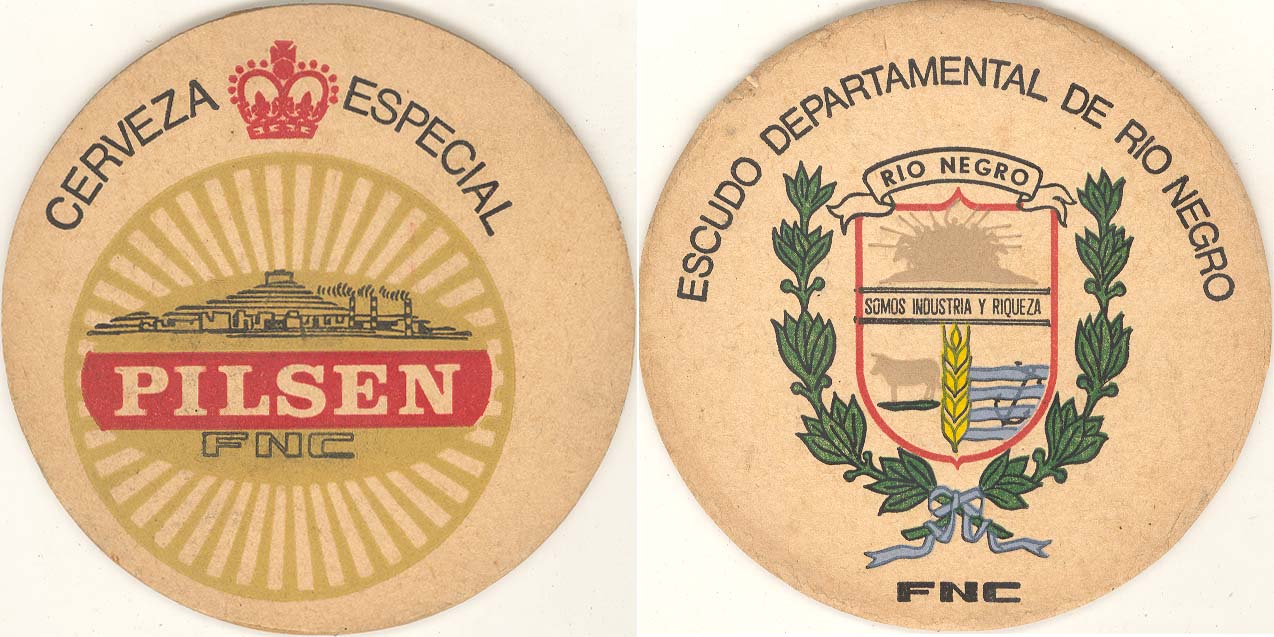 CERVEZA ESPECIAL
PILSEN
FNC
ESCUDO DEPARTAMENTAL DE RIO NEGRO
RIO NEGRO
SOMOS INDUSTRIA Y RIQUEZA
FNC